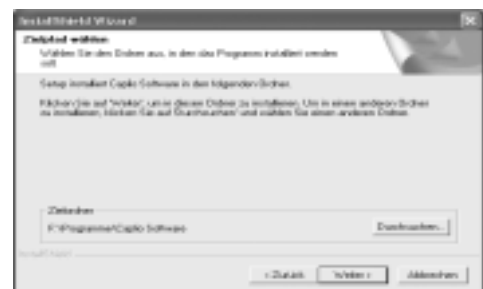 InstallShield Wizard
Zielpfad wählen
Wählen Sie den Ordner aus, in den das Programm installiert werden
soll.
Setup installiert Caplio Software in den folgenden Ordner.
Klicken Sie auf 'Weiter', um in diesen Ordner zu installieren. Um in einen anderen Ordner
zu installieren, klicken Sie auf 'Durchsuchen' und wählen Sie einen anderen Ordner.
Zielordner
F:\Programme\Caplio Software
Durchsuchen...
InstallShield
< Zurück
Weiter >
Abbrechen